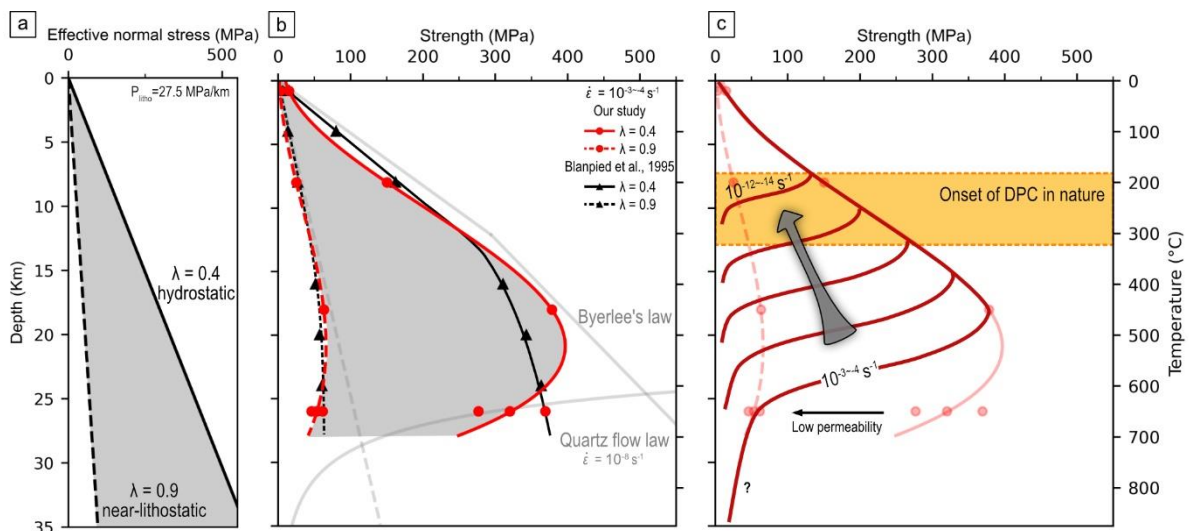 a
Effective normal stress (MPa)
0 500
P_litho=27.5 MPa/km
λ = 0.4
hydrostatic
λ = 0.9
near-lithostatic
Depth (Km)
0
5
10
15
20
25
30
35
b
Strength (MPa)
0 100 200 300 400 500
ε̇ = 10⁻³~⁻⁴ s⁻¹
Our study
λ = 0.4
λ = 0.9
Blanpied et al., 1995
λ = 0.4
λ = 0.9
Byerlee's law
Quartz flow law
ε̇ = 10⁻⁸ s⁻¹
c
Strength (MPa)
0 100 200 300 400 500
10⁻¹²~⁻¹⁴ s⁻¹
Onset of DPC in nature
10⁻³~⁻⁴ s⁻¹
Low permeability
?
0
100
200
300
400
500
600
700
800
Temperature (°C)